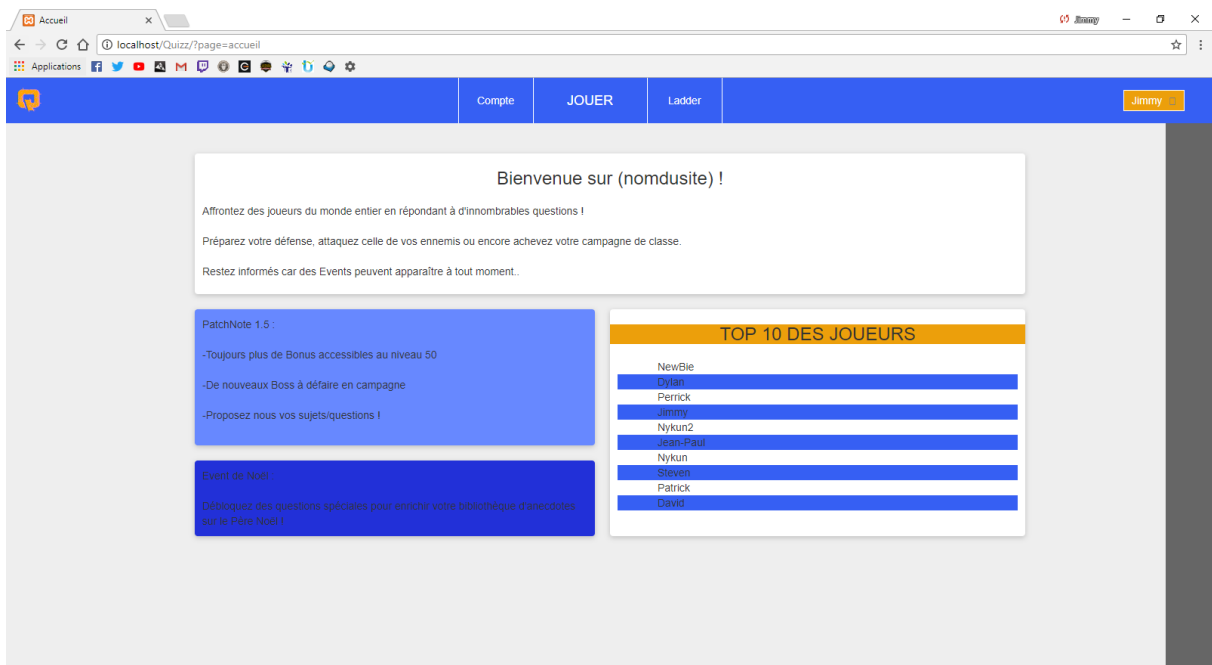 Accueil
Jimmy
localhost/Quizz/?page=accueil
Applications
Compte
JOUER
Ladder
Jimmy
Bienvenue sur (nomdusite) !
Affrontez des joueurs du monde entier en répondant à d'innombrables questions !
Préparez votre défense, attaquez celle de vos ennemis ou encore achevez votre campagne de classe.
Restez informés car des Events peuvent apparaître à tout moment..
PatchNote 1.5 :
-Toujours plus de Bonus accessibles au niveau 50
-De nouveaux Boss à défaire en campagne
-Proposez nous vos sujets/questions !
Event de Noël :
Débloquez des questions spéciales pour enrichir votre bibliothèque d'anecdotes
sur le Père Noël !
TOP 10 DES JOUEURS
NewBie
Dylan
Perrick
Jimmy
Nykun2
Jean-Paul
Nykun
Steven
Patrick
David